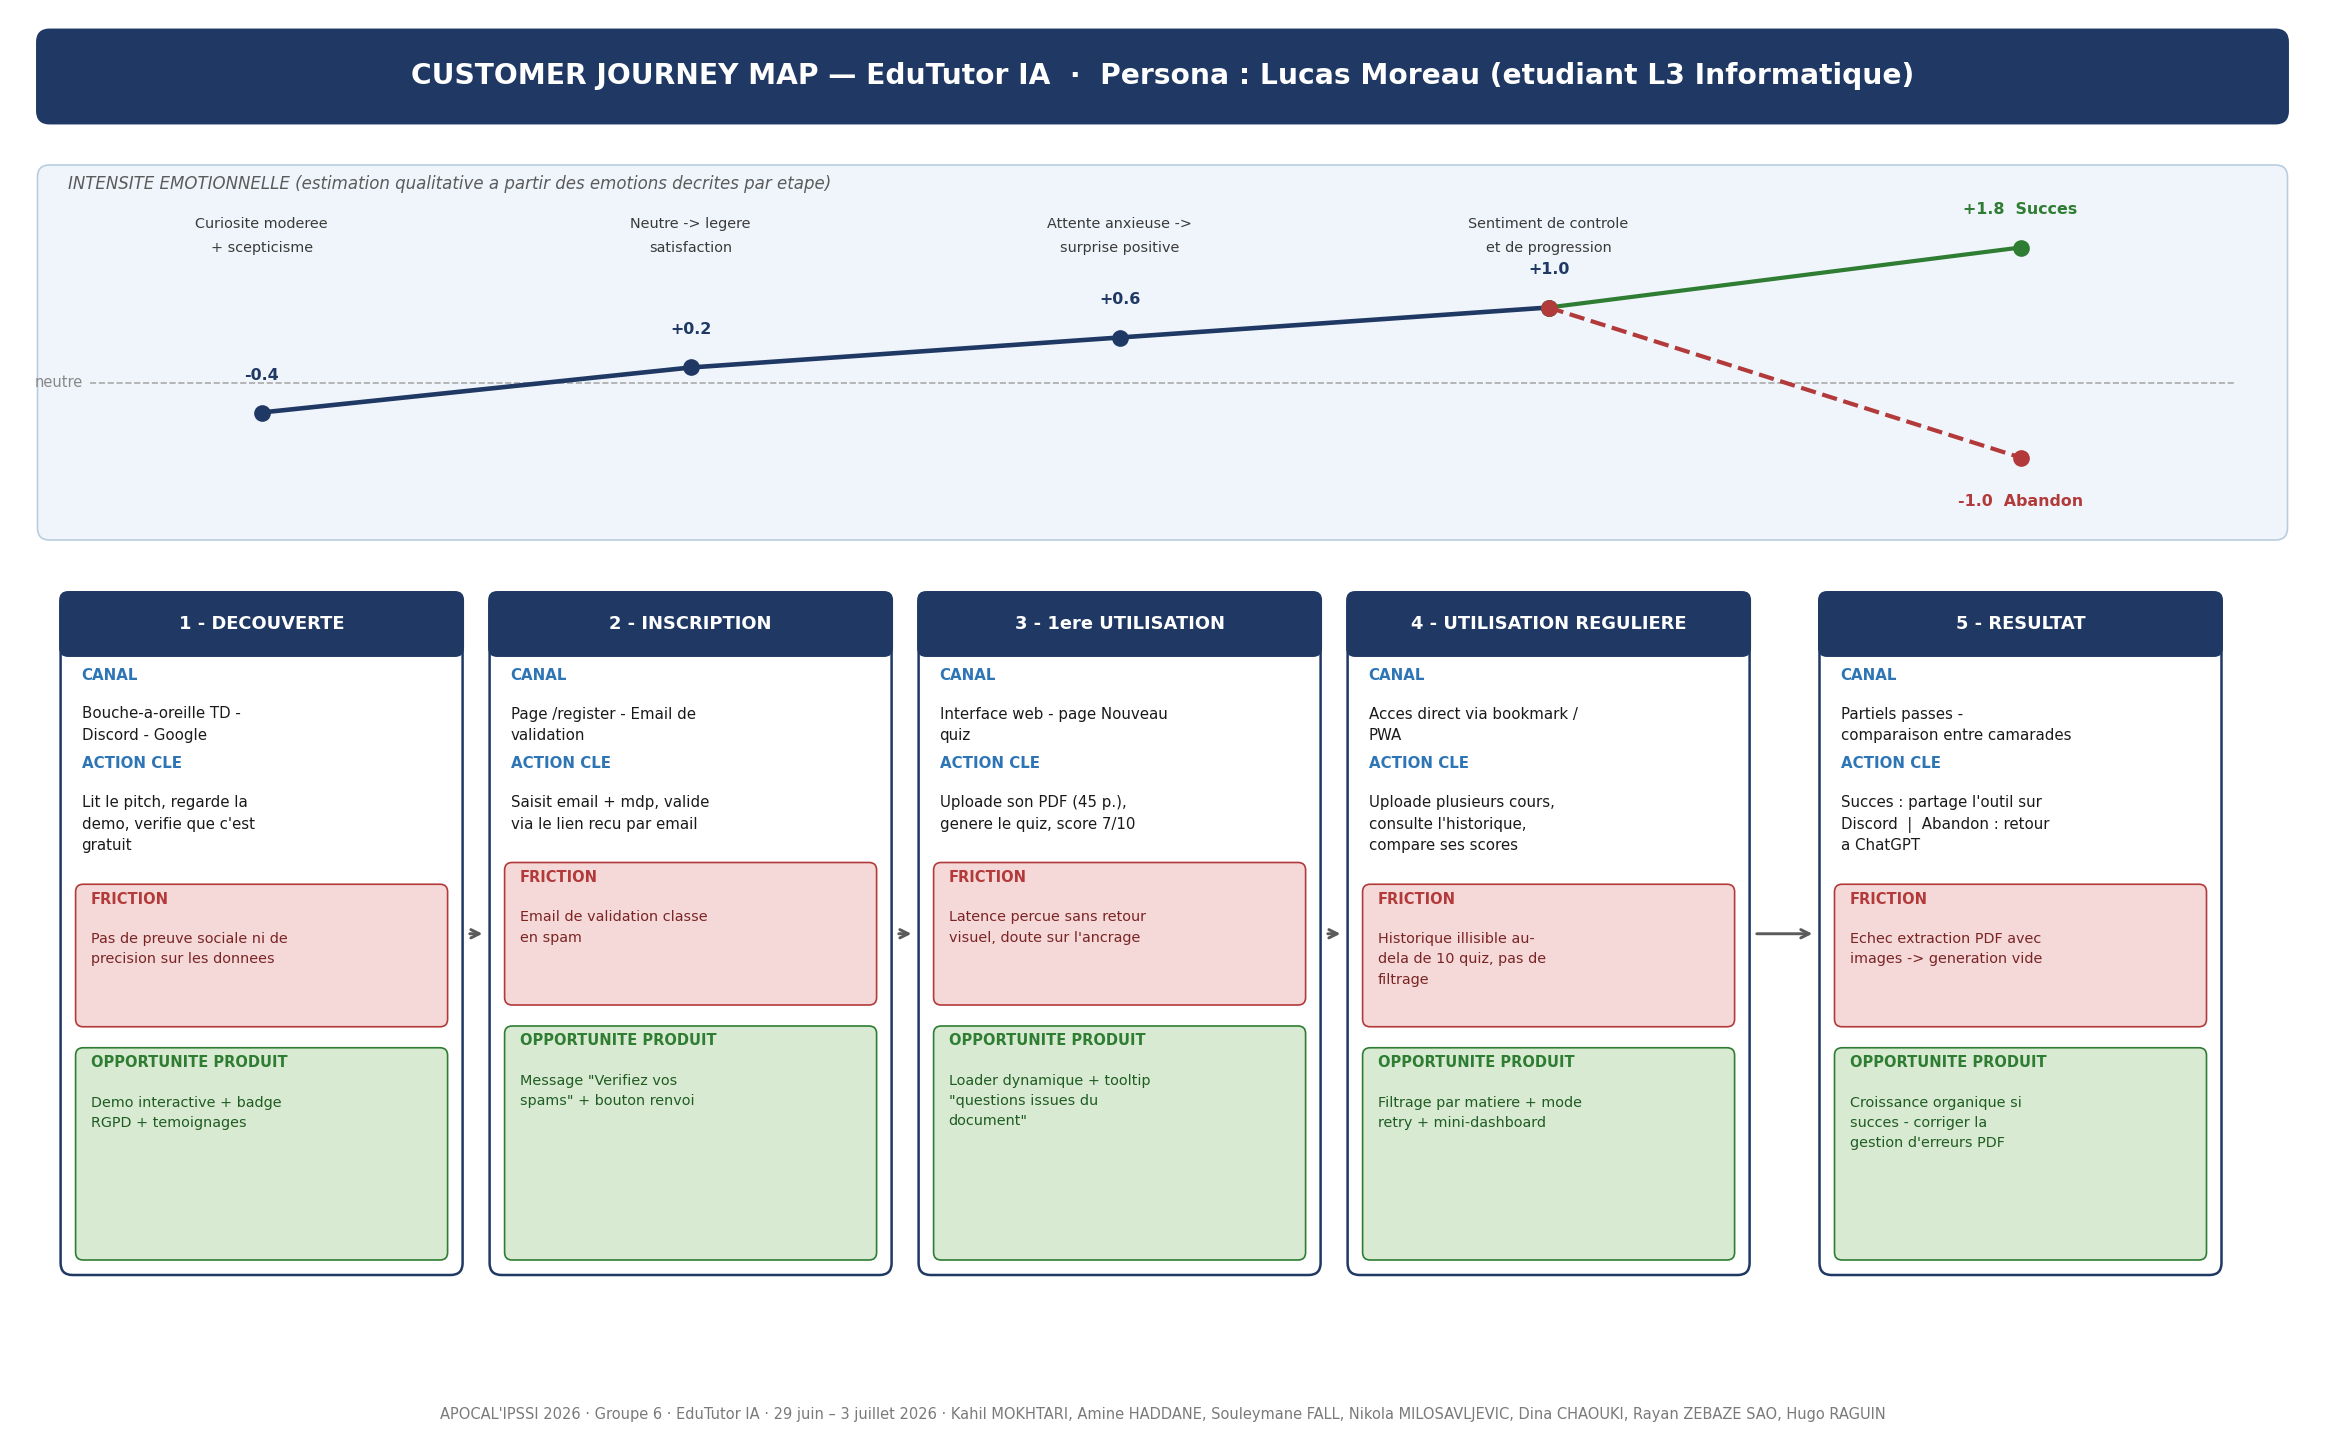 CUSTOMER JOURNEY MAP — EduTutor IA · Persona : Lucas Moreau (etudiant L3 Informatique)
INTENSITE EMOTIONNELLE (estimation qualitative a partir des emotions decrites par etape)
Curiosite moderee
+ scepticisme
Neutre -> legere
satisfaction
Attente anxieuse ->
surprise positive
Sentiment de controle
et de progression
+1.8 Succes
+1.0
+0.6
+0.2
-0.4
neutre
-1.0 Abandon
1 - DECOUVERTE
CANAL
Bouche-a-oreille TD -
Discord - Google
ACTION CLE
Lit le pitch, regarde la
demo, verifie que c'est
gratuit
FRICTION
Pas de preuve sociale ni de
precision sur les donnees
OPPORTUNITE PRODUIT
Demo interactive + badge
RGPD + temoignages
2 - INSCRIPTION
CANAL
Page /register - Email de
validation
ACTION CLE
Saisit email + mdp, valide
via le lien recu par email
FRICTION
Email de validation classe
en spam
OPPORTUNITE PRODUIT
Message "Verifiez vos
spams" + bouton renvoi
3 - 1ere UTILISATION
CANAL
Interface web - page Nouveau
quiz
ACTION CLE
Uploade son PDF (45 p.),
genere le quiz, score 7/10
FRICTION
Latence percue sans retour
visuel, doute sur l'ancrage
OPPORTUNITE PRODUIT
Loader dynamique + tooltip
"questions issues du
document"
4 - UTILISATION REGULIERE
CANAL
Acces direct via bookmark /
PWA
ACTION CLE
Uploade plusieurs cours,
consulte l'historique,
compare ses scores
FRICTION
Historique illisible au-
dela de 10 quiz, pas de
filtrage
OPPORTUNITE PRODUIT
Filtrage par matiere + mode
retry + mini-dashboard
5 - RESULTAT
CANAL
Partiels passes -
comparaison entre camarades
ACTION CLE
Succes : partage l'outil sur
Discord | Abandon : retour
a ChatGPT
FRICTION
Echec extraction PDF avec
images -> generation vide
OPPORTUNITE PRODUIT
Croissance organique si
succes - corriger la
gestion d'erreurs PDF
APOCAL'IPSSI 2026 · Groupe 6 · EduTutor IA · 29 juin – 3 juillet 2026 · Kahil MOKHTARI, Amine HADDANE, Souleymane FALL, Nikola MILOSAVLJEVIC, Dina CHAOUKI, Rayan ZEBAZE SAO, Hugo RAGUIN